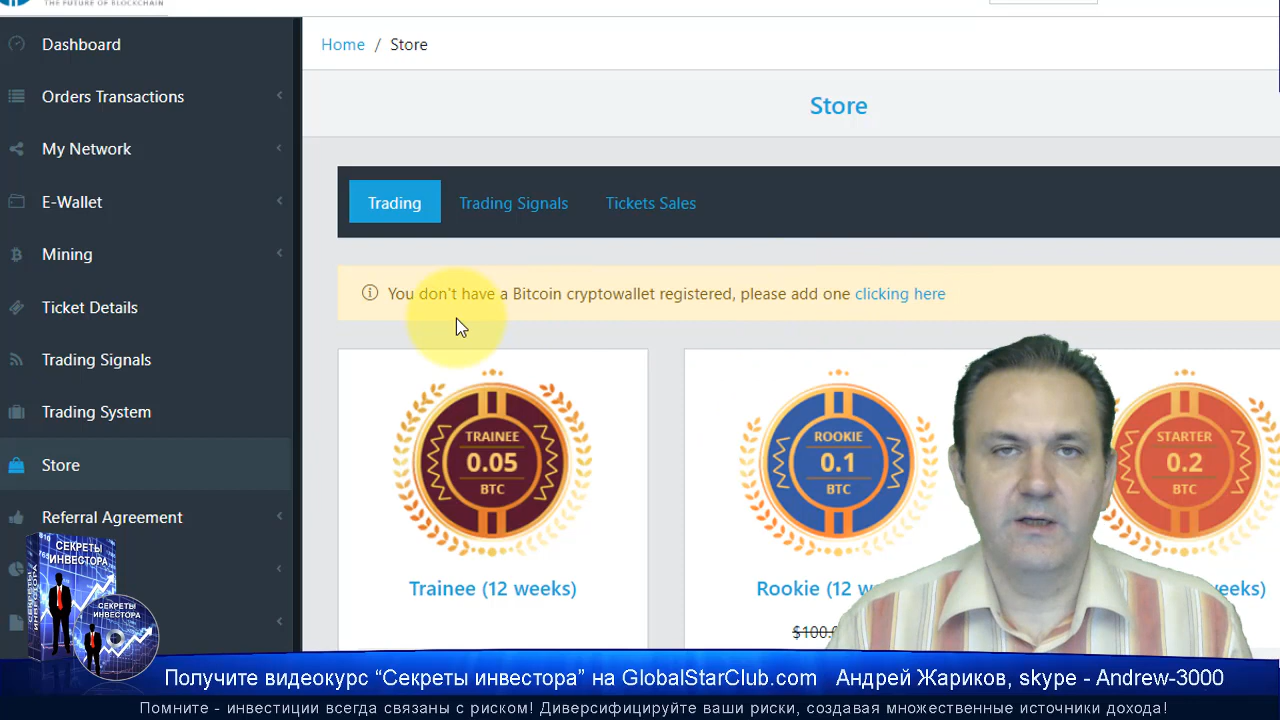 THE FUTURE OF BLOCKCHAIN
Dashboard
Orders Transactions
My Network
E-Wallet
Mining
Ticket Details
Trading Signals
Trading System
Store
Referral Agreement
Home / Store
Store
Trading Trading Signals Tickets Sales
You don't have a Bitcoin cryptowallet registered, please add one clicking here
TRAINEE
0.05
BTC
Trainee (12 weeks)
ROOKIE
0.1
BTC
Rookie (12
$100.
STARTER
0.2
BTC
weeks)
СЕКРЕТЫ
ИНВЕСТОРА
СЕКРЕТЫ ИНВЕСТОРА
СЕКРЕТЫ
ИНВЕСТОРА
Получите видеокурс “Секреты инвестора” на GlobalStarClub.com Андрей Жариков, skype - Andrew-3000
Помните - инвестиции всегда связаны с риском! Диверсифицируйте ваши риски, создавая множественные источники дохода!